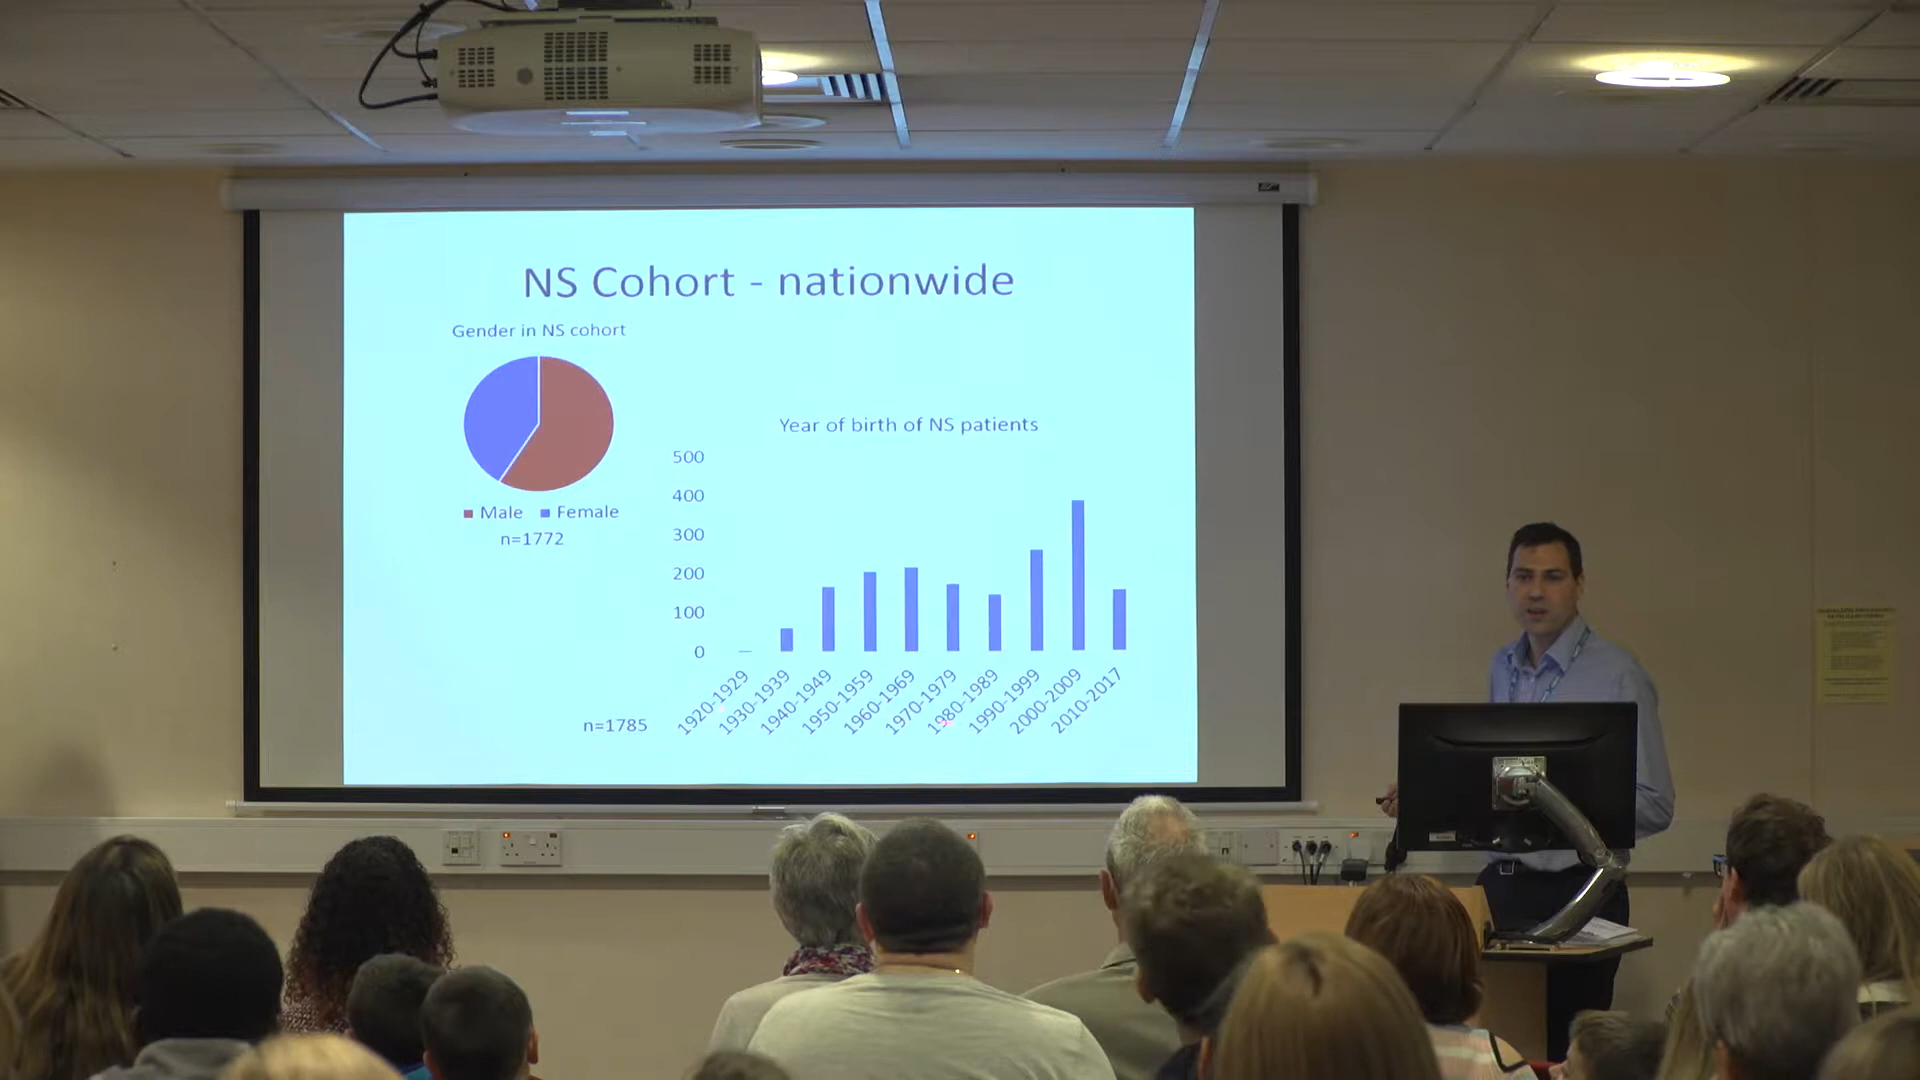 NS Cohort - nationwide
Gender in NS cohort
Male Female
n=1772
Year of birth of NS patients
500
400
300
200
100
0
1920-1929
1930-1939
1940-1949
1950-1959
1960-1969
1970-1979
1980-1989
1990-1999
2000-2009
2010-2017
n=1785